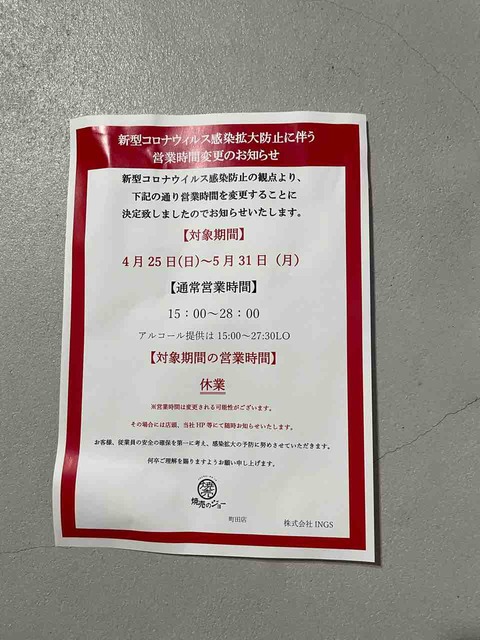 新型コロナウィルス感染拡大防止に伴う
営業時間変更のお知らせ
新型コロナウイルス感染防止の観点より、
下記の通り営業時間を変更することに
決定致しましたのでお知らせいたします。
【対象期間】
4月25日(日)～5月31日（月）
【通常営業時間】
15：00～28：00
アルコール提供は 15:00～27:30LO
【対象期間の営業時間】
休業
※営業時間は変更される可能性がございます。
その場合には店頭、当社HP等にて随時お知らせいたします。
お客様、従業員の安全の確保を第一に考え、感染拡大の予防に努めさせていただきます。
何卒ご理解を賜りますようお願い申し上げます。
焼売のジョー
町田店
株式会社 INGS